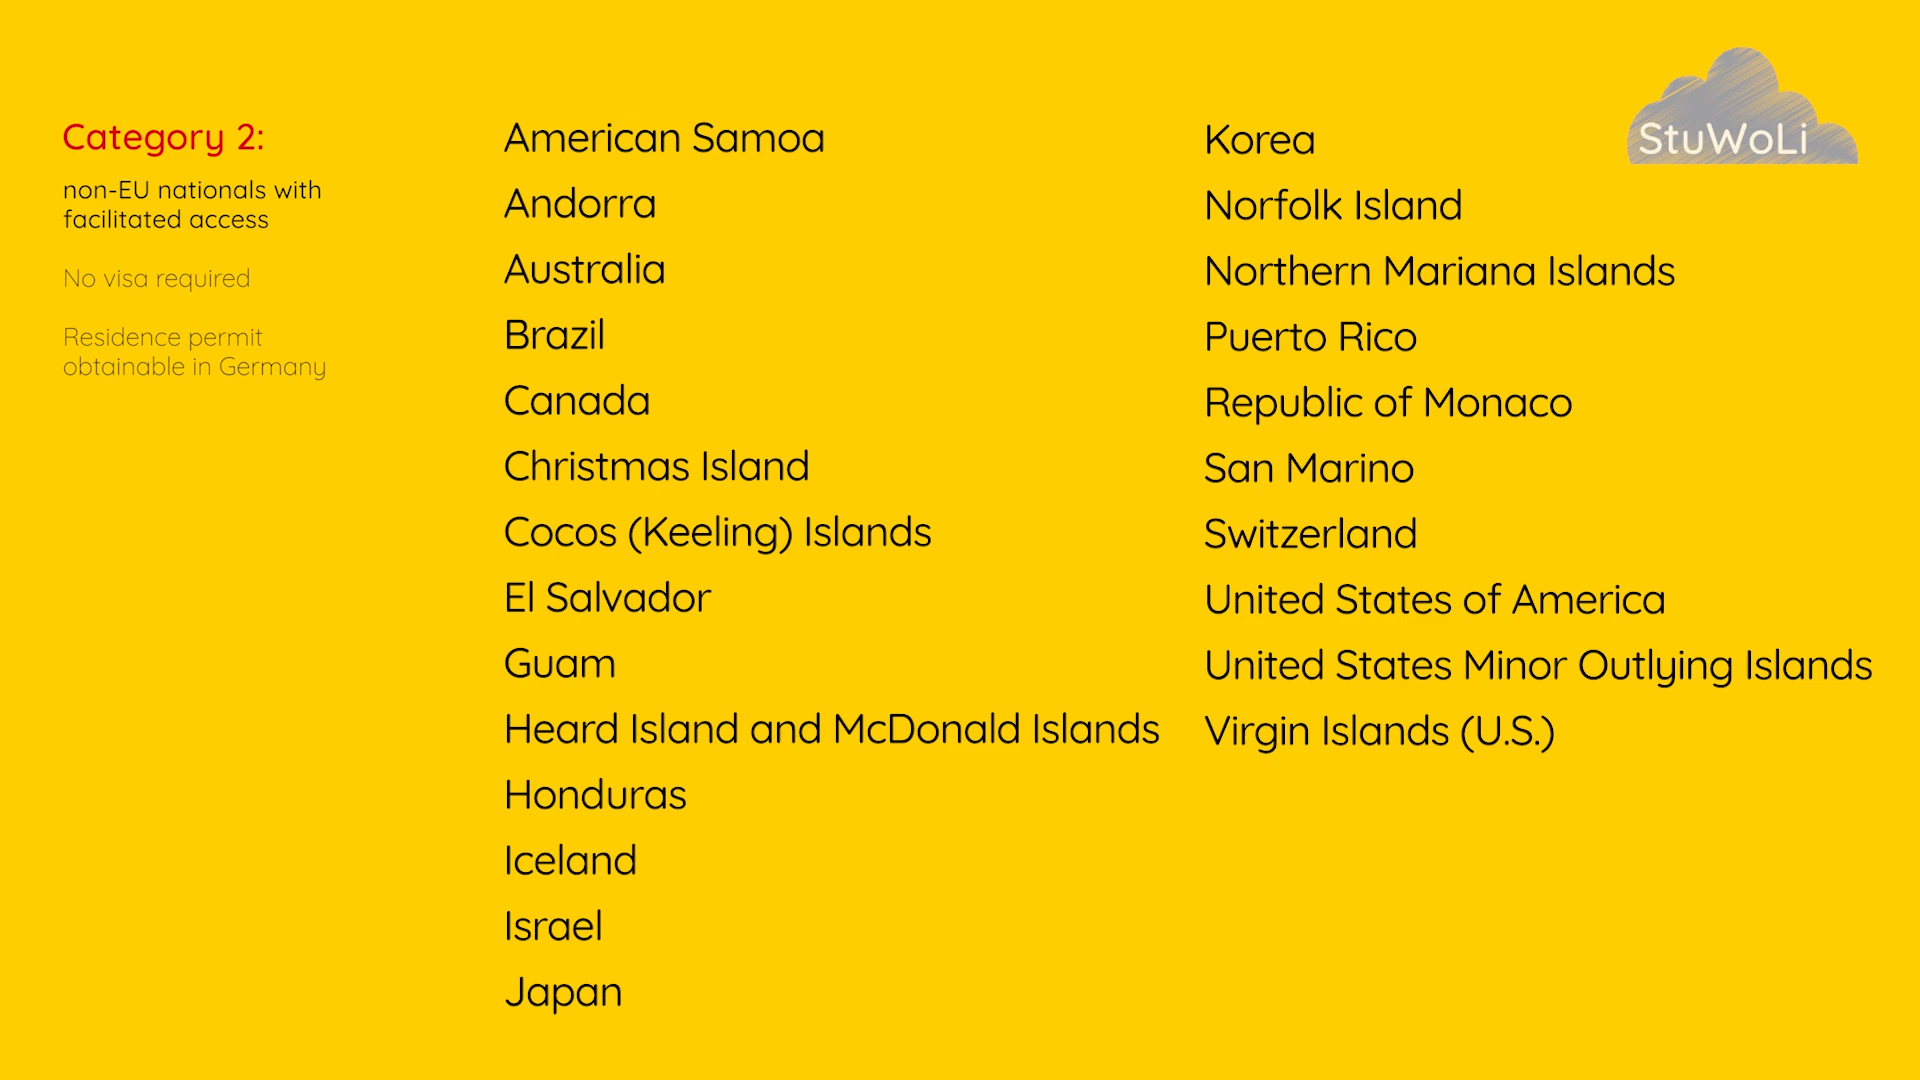 StuWoLi
Category 2:
non-EU nationals with
facilitated access
No visa required
Residence permit
obtainable in Germany
American Samoa
Andorra
Australia
Brazil
Canada
Christmas Island
Cocos (Keeling) Islands
El Salvador
Guam
Heard Island and McDonald Islands
Honduras
Iceland
Israel
Japan
Korea
Norfolk Island
Northern Mariana Islands
Puerto Rico
Republic of Monaco
San Marino
Switzerland
United States of America
United States Minor Outlying Islands
Virgin Islands (U.S.)